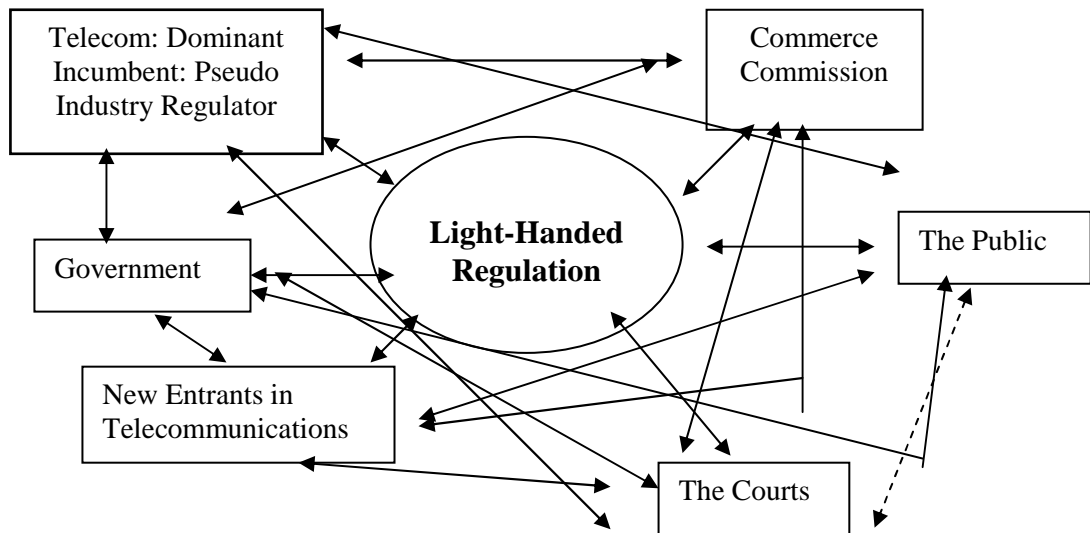 Telecom: Dominant
Incumbent: Pseudo
Industry Regulator
Commerce
Commission
Light-Handed
Regulation
The Public
Government
New Entrants in
Telecommunications
The Courts